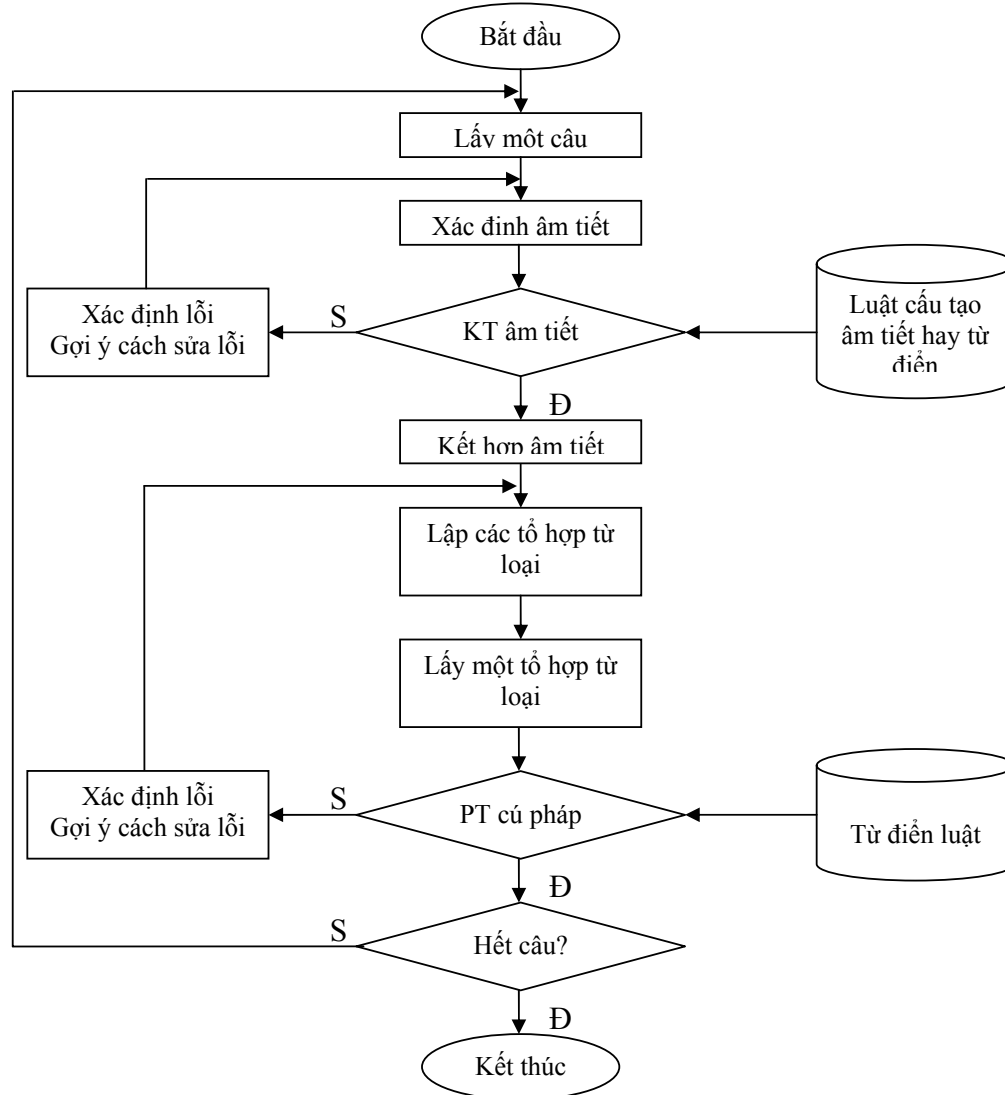 Bắt đầu
Lấy một câu
Xác định âm tiết
Xác định lỗi
Gợi ý cách sửa lỗi
S
KT âm tiết
Luật cấu tạo
âm tiết hay từ
điển
Đ
Kết hợp âm tiết
Lập các tổ hợp từ
loại
Lấy một tổ hợp từ
loại
Xác định lỗi
Gợi ý cách sửa lỗi
S
PT cú pháp
Từ điển luật
Đ
S
Hết câu?
Đ
Kết thúc